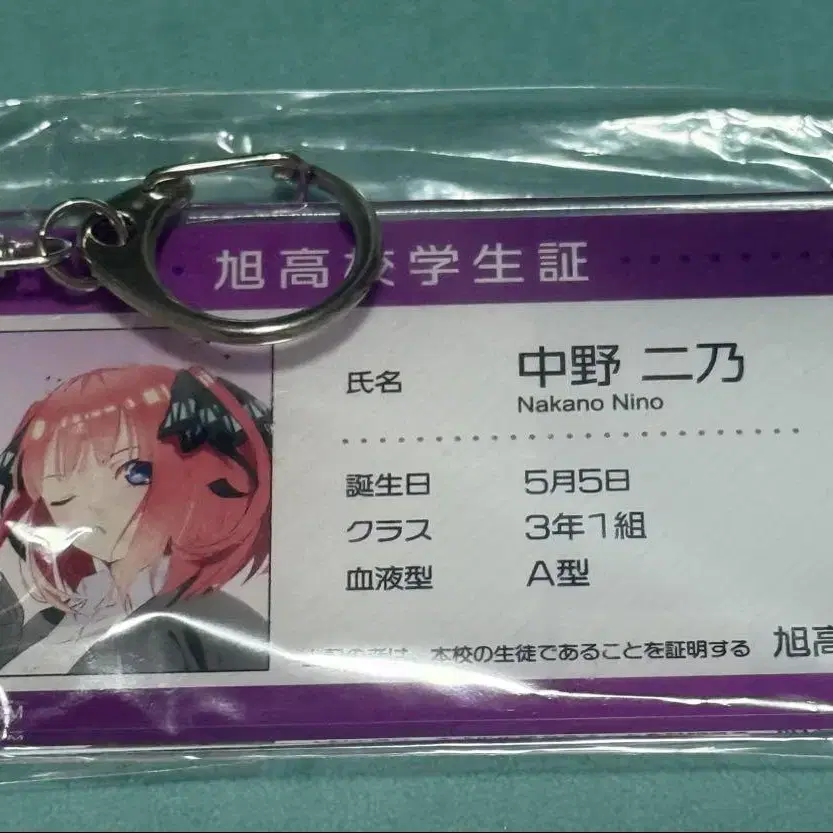 旭高校学生証
氏名 中野 二乃
Nakano Nino
誕生日 5月5日
クラス 3年1組
血液型 A型
は、本校の生徒であることを証明する 旭高